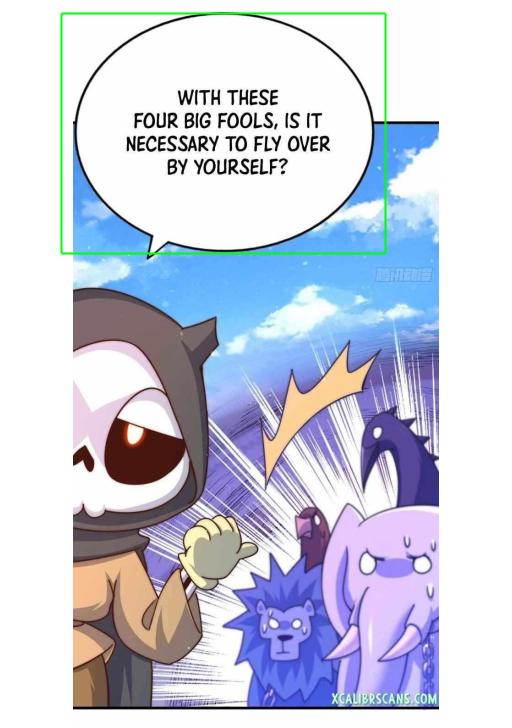 WITH THESE
FOUR BIG FOOLS, IS IT
NECESSARY TO FLY OVER
BY YOURSELF?
XCALIBRSCANS.COM